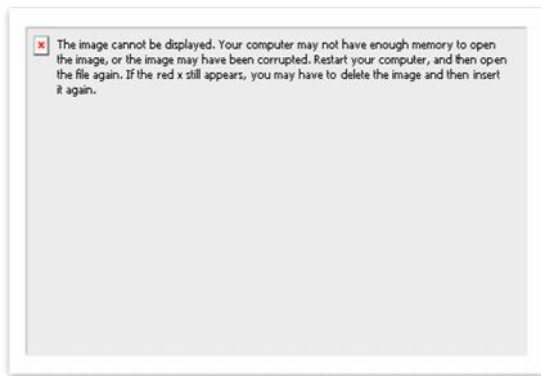 The image cannot be displayed. Your computer may not have enough memory to open
the image, or the image may have been corrupted. Restart your computer, and then open
the file again. If the red x still appears, you may have to delete the image and then insert
it again.